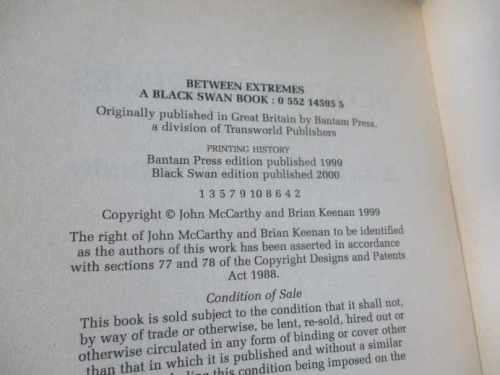 BETWEEN EXTREMES
A BLACK SWAN BOOK : 0 552 14595 5
Originally published in Great Britain by Bantam Press,
a division of Transworld Publishers
PRINTING HISTORY
Bantam Press edition published 1999
Black Swan edition published 2000
1 3 5 7 9 10 8 6 4 2
Copyright © John McCarthy and Brian Keenan 1999
The right of John McCarthy and Brian Keenan to be identified
as the authors of this work has been asserted in accordance
with sections 77 and 78 of the Copyright Designs and Patents
Act 1988.
Condition of Sale
This book is sold subject to the condition that it shall not,
by way of trade or otherwise, be lent, re-sold, hired out or
otherwise circulated in any form of binding or cover other
than that in which it is published and without a similar
this condition being imposed on the